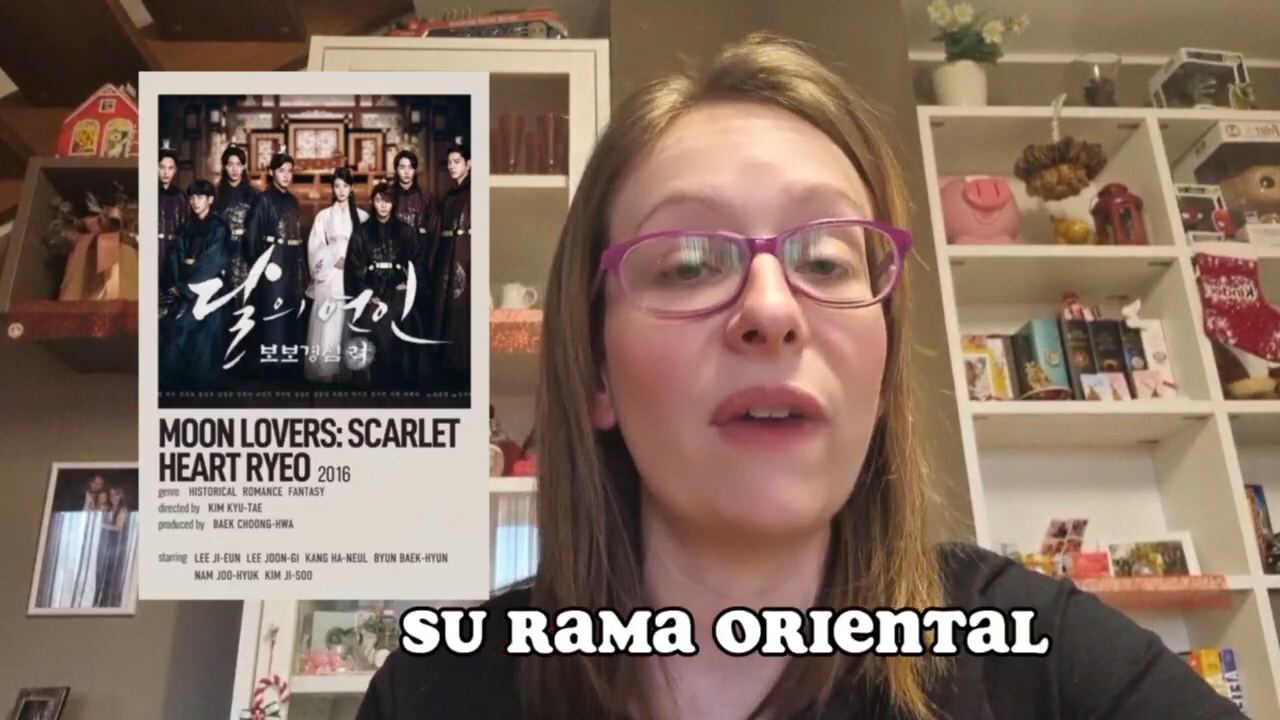 달의 연인
보보경심 려
MOON LOVERS: SCARLET
HEART RYEO 2016
genre HISTORICAL ROMANCE FANTASY
directed by KIM KYU-TAE
produced by BAEK CHOONG-HWA
starring LEE JI-EUN LEE JOON-GI KANG HA-NEUL BYUN BAEK-HYUN
NAM JOO-HYUK KIM JI-SOO
SU RAMA ORIENTAL